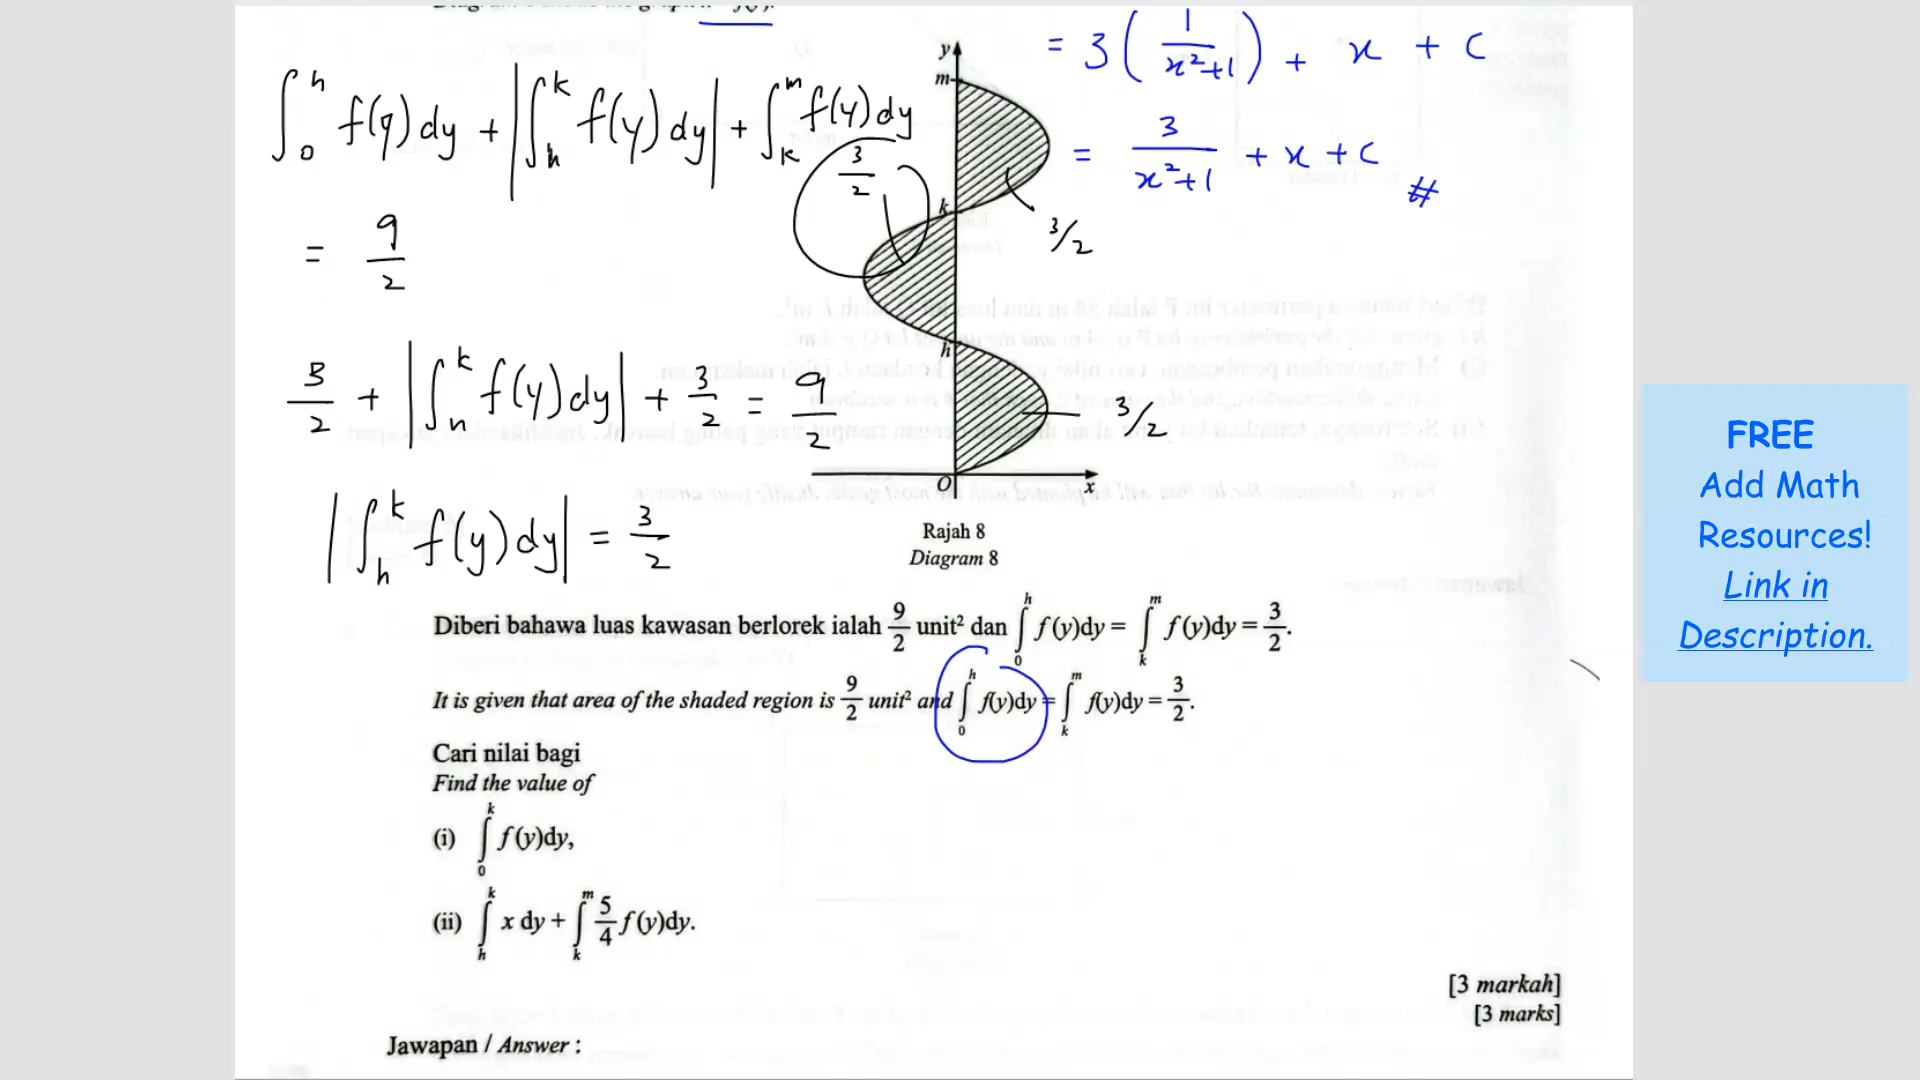 ∫₀ʰ f(y) dy + |∫ₕᵏ f(y) dy| + ∫ₖᵐ f(y) dy
= 9/2
3/2
3/2 + |∫ₕᵏ f(y) dy| + 3/2 = 9/2
|∫ₕᵏ f(y) dy| = 3/2
= 3(1/(x²+1)) + x + c
= 3/(x²+1) + x + c #
y
m
k
3/2
h
3/2
O
x
Rajah 8
Diagram 8
Diberi bahawa luas kawasan berlorek ialah 9/2 unit² dan ∫₀ʰ f(y)dy = ∫ₖᵐ f(y)dy = 3/2.
It is given that area of the shaded region is 9/2 unit² and ∫₀ʰ f(y)dy = ∫ₖᵐ f(y)dy = 3/2.
Cari nilai bagi
Find the value of
(i) ∫₀ᵏ f(y)dy,
(ii) ∫ₕᵏ x dy + ∫ₖᵐ 5/4 f(y)dy.
[3 markah]
[3 marks]
Jawapan / Answer :
FREE
Add Math
Resources!
Link in
Description.